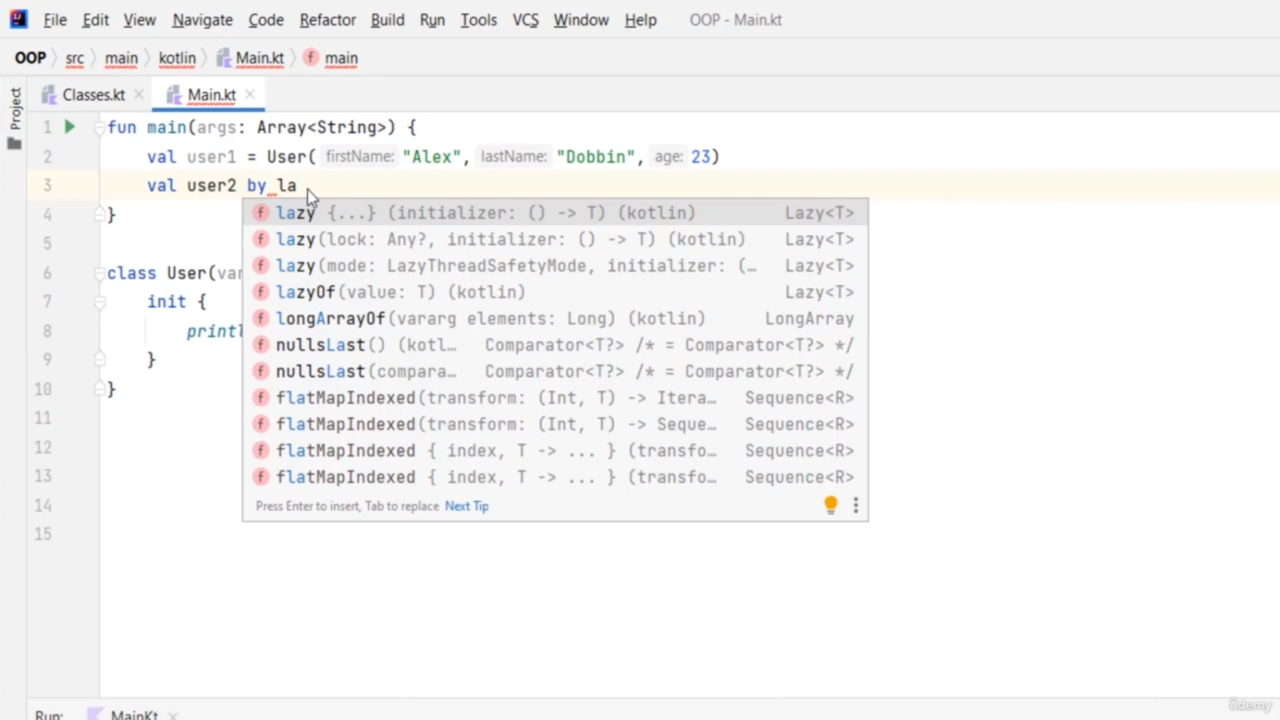 File Edit View Navigate Code Refactor Build Run Tools VCS Window Help OOP - Main.kt
OOP src main kotlin Main.kt main
Project
Classes.kt Main.kt
1 fun main(args: Array<String>) {
2 val user1 = User( firstName: "Alex", lastName: "Dobbin", age: 23)
3 val user2 by la
4 }
lazy {...} (initializer: () -> T) (kotlin) Lazy<T>
lazy(lock: Any?, initializer: () -> T) (kotlin) Lazy<T>
lazy(mode: LazyThreadSafetyMode, initializer: (… Lazy<T>
lazyOf(value: T) (kotlin) Lazy<T>
longArrayOf(vararg elements: Long) (kotlin) LongArray
nullsLast() (kotl… Comparator<T?> /* = Comparator<T?> */
nullsLast(compara… Comparator<T?> /* = Comparator<T?> */
flatMapIndexed(transform: (Int, T) -> Itera… Sequence<R>
flatMapIndexed(transform: (Int, T) -> Seque… Sequence<R>
flatMapIndexed { index, T -> ... } (transfo… Sequence<R>
flatMapIndexed { index, T -> ... } (transfo… Sequence<R>
Press Enter to insert, Tab to replace Next Tip
5
6 class User(var
7 init {
8 println
9 }
10 }
11
12
13
14
15
Run: MainKt
ûdemy